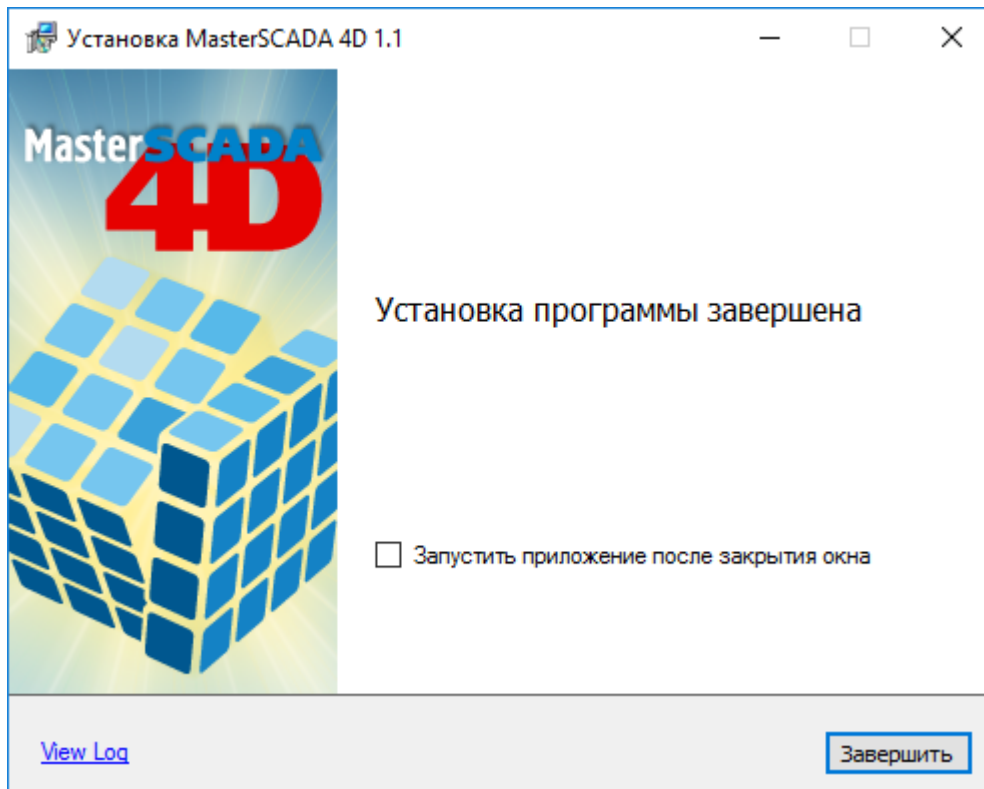 Установка MasterSCADA 4D 1.1
MasterSCADA
4D
Установка программы завершена
Запустить приложение после закрытия окна
View Log
Завершить